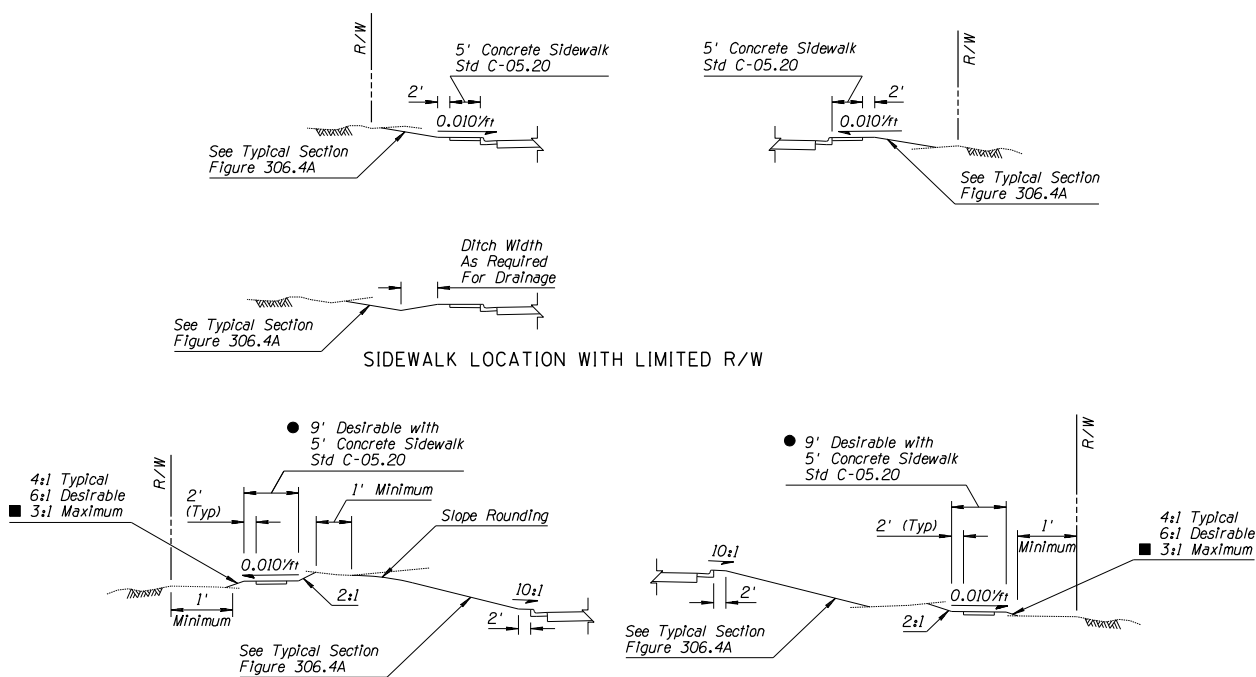 R/W
5' Concrete Sidewalk
Std C-05.20
2'
0.010'/ft
See Typical Section
Figure 306.4A
R/W
5' Concrete Sidewalk
Std C-05.20
2'
0.010'/ft
See Typical Section
Figure 306.4A
Ditch Width
As Required
For Drainage
See Typical Section
Figure 306.4A
SIDEWALK LOCATION WITH LIMITED R/W
● 9' Desirable with
5' Concrete Sidewalk
Std C-05.20
R/W
4:1 Typical
6:1 Desirable
■ 3:1 Maximum
2'
(Typ)
1' Minimum
Slope Rounding
0.010'/ft
2:1
10:1
1'
Minimum
2'
See Typical Section
Figure 306.4A
● 9' Desirable with
5' Concrete Sidewalk
Std C-05.20
R/W
2' (Typ)
1'
Minimum
4:1 Typical
6:1 Desirable
■ 3:1 Maximum
10:1
2'
0.010'/ft
2:1
See Typical Section
Figure 306.4A